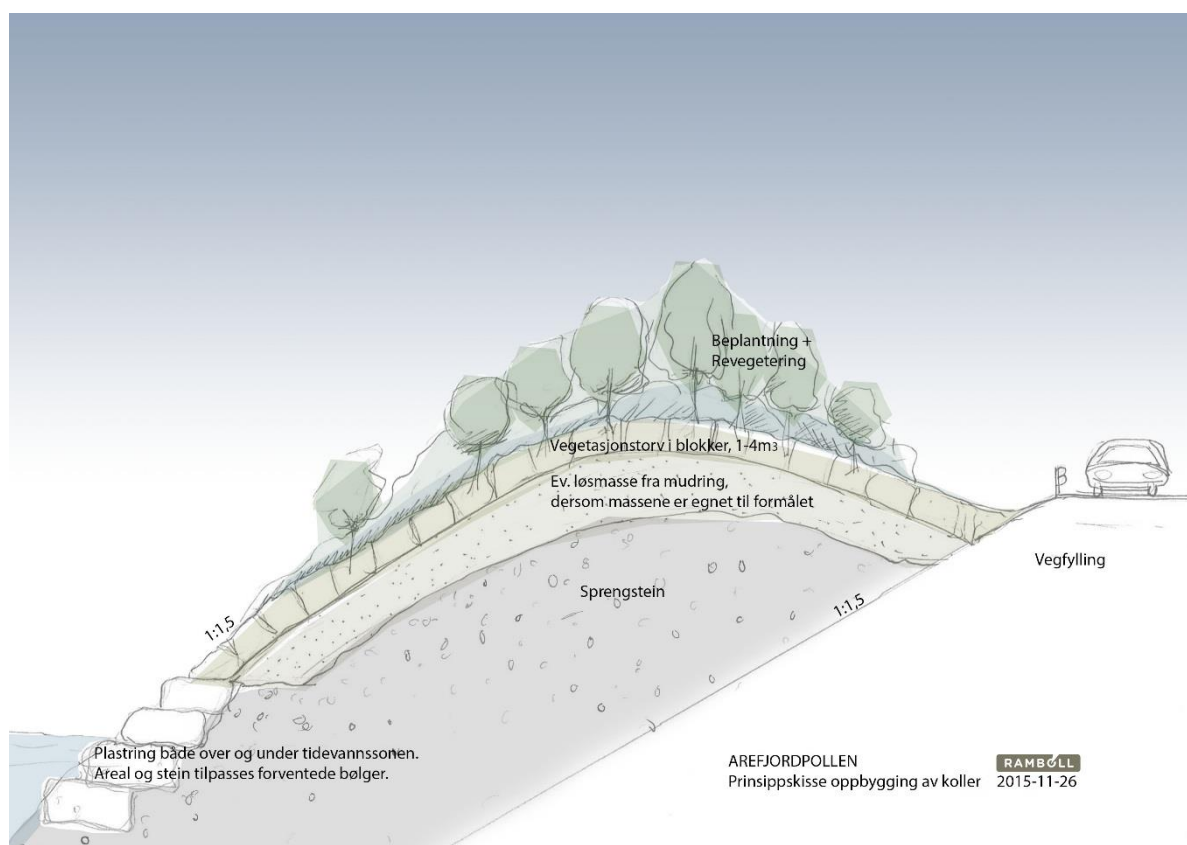 Beplantning +
Revegetering
Vegetasjonstorv i blokker, 1-4m3
Ev. løsmasse fra mudring,
dersom massene er egnet til formålet
Vegfylling
Sprengstein
1:1,5
1:1,5
Plastring både over og under tidevannssonen.
Areal og stein tilpasses forventede bølger.
AREFJORDPOLLEN
RAMBOLL
Prinsippskisse oppbygging av koller
2015-11-26